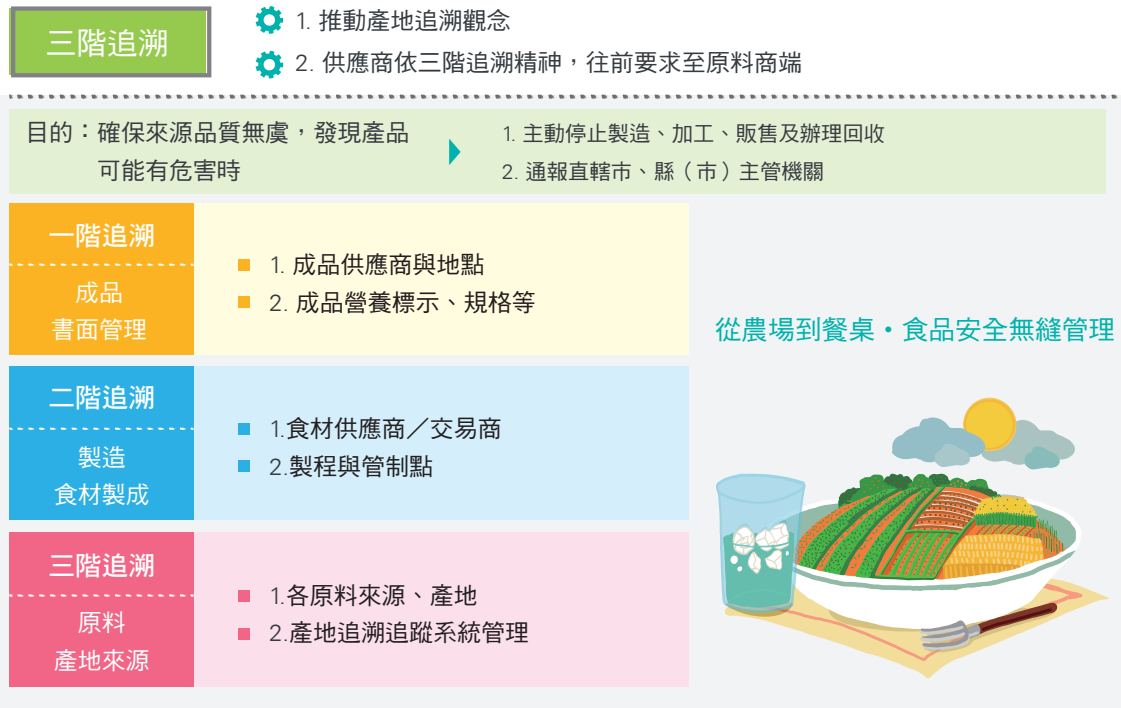 三階追溯
1. 推動產地追溯觀念
2. 供應商依三階追溯精神，往前要求至原料商端
目的：確保來源品質無虞，發現產品
可能有危害時
1. 主動停止製造、加工、販售及辦理回收
2. 通報直轄市、縣（市）主管機關
一階追溯
成品
書面管理
1. 成品供應商與地點
2. 成品營養標示、規格等
從農場到餐桌・食品安全無縫管理
二階追溯
製造
食材製成
1.食材供應商／交易商
2.製程與管制點
三階追溯
原料
產地來源
1.各原料來源、產地
2.產地追溯追蹤系統管理